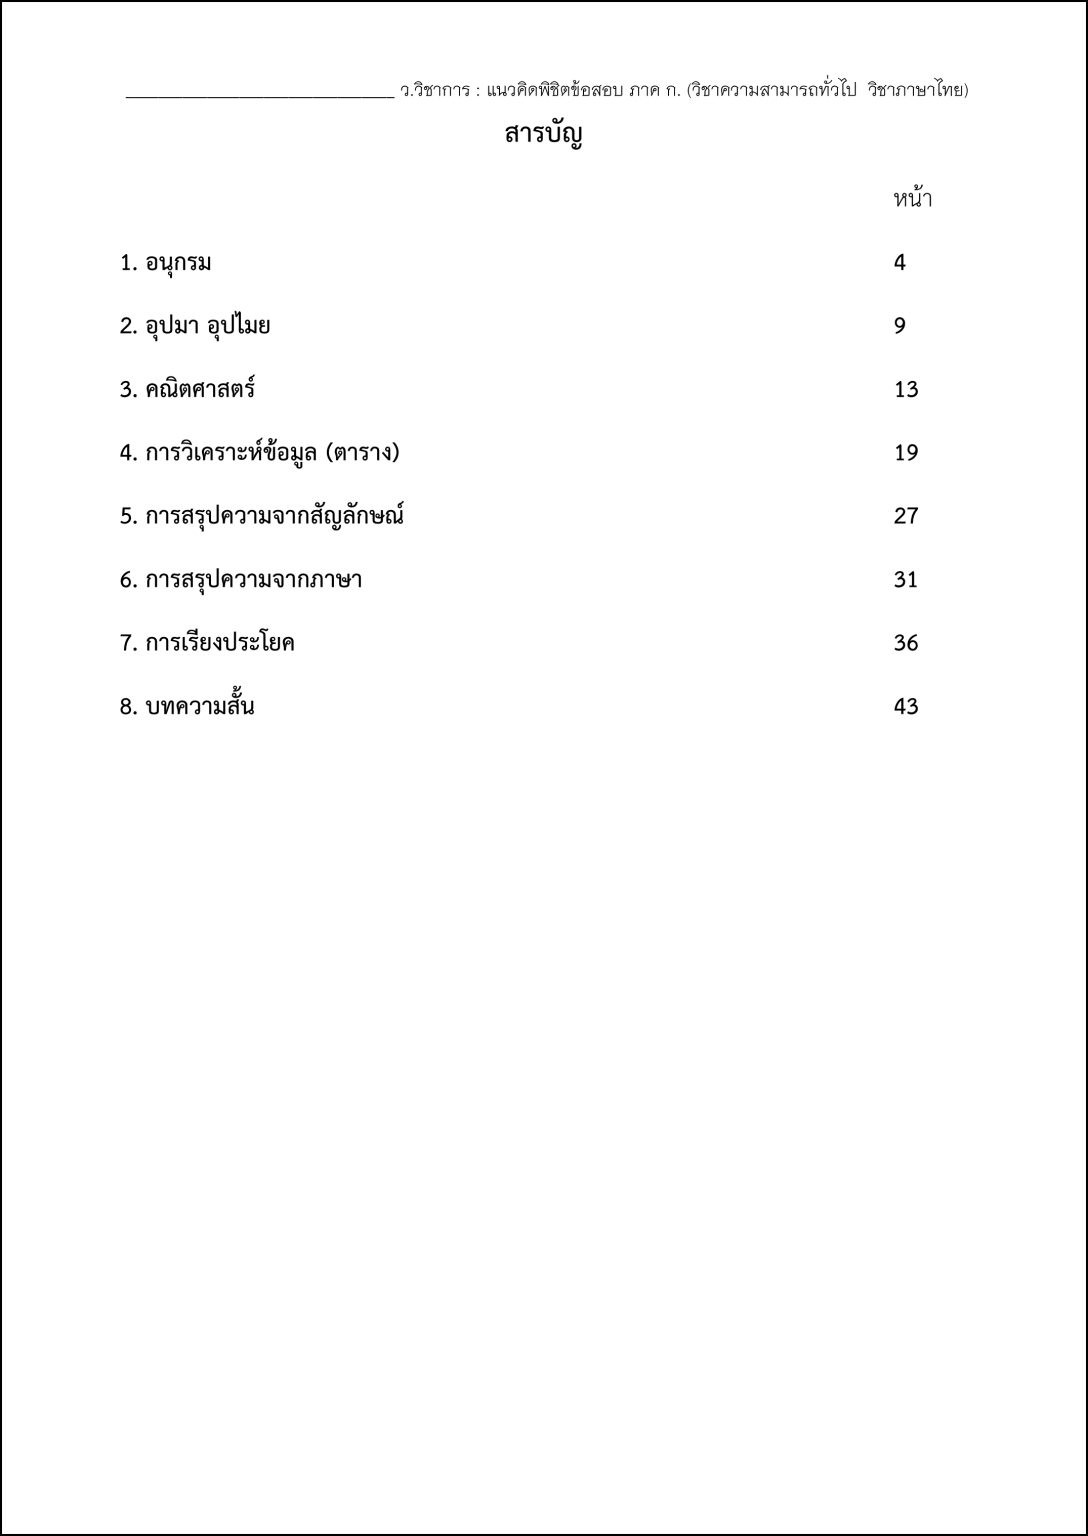 ____________________________ ว.วิชาการ : แนวคิดพิชิตข้อสอบ ภาค ก. (วิชาความสามารถทั่วไป วิชาภาษาไทย)
สารบัญ
หน้า
1. อนุกรม 4
2. อุปมา อุปไมย 9
3. คณิตศาสตร์ 13
4. การวิเคราะห์ข้อมูล (ตาราง) 19
5. การสรุปความจากสัญลักษณ์ 27
6. การสรุปความจากภาษา 31
7. การเรียงประโยค 36
8. บทความสั้น 43